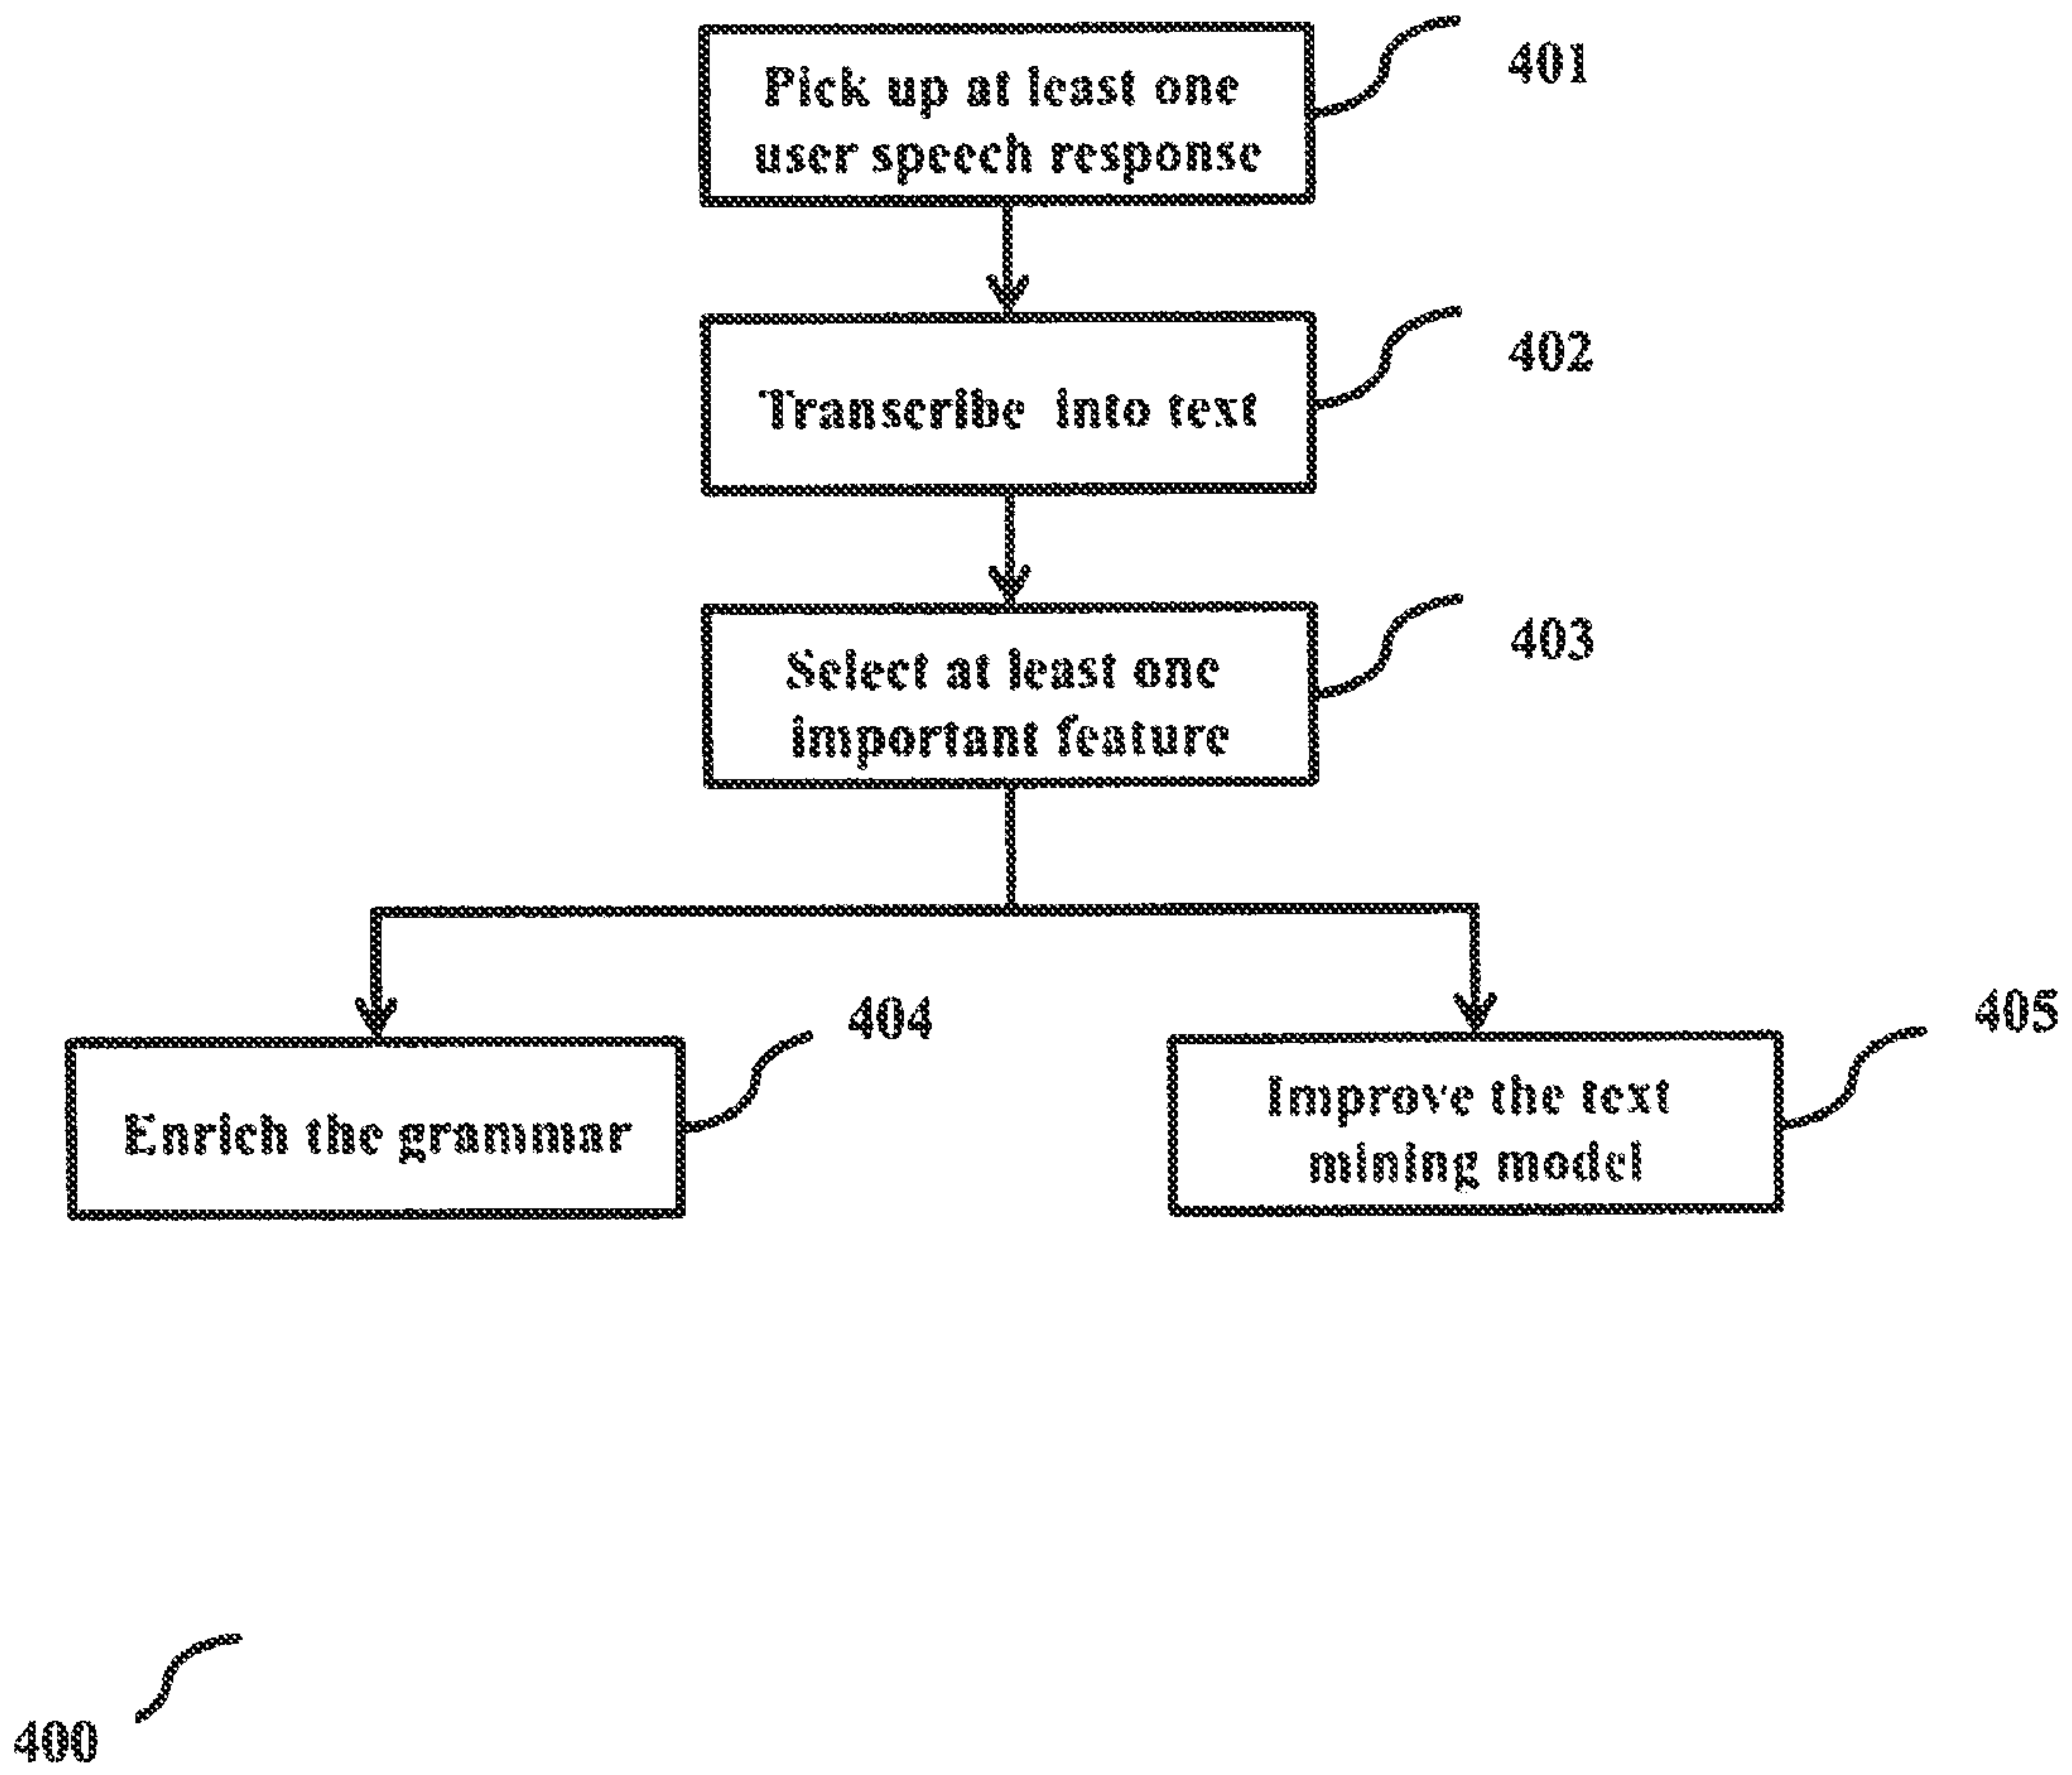 Pick up at least one
user speech response
401
Transcribe into text
402
Select at least one
important feature
403
Enrich the grammar
404
Improve the text
mining model
405
400